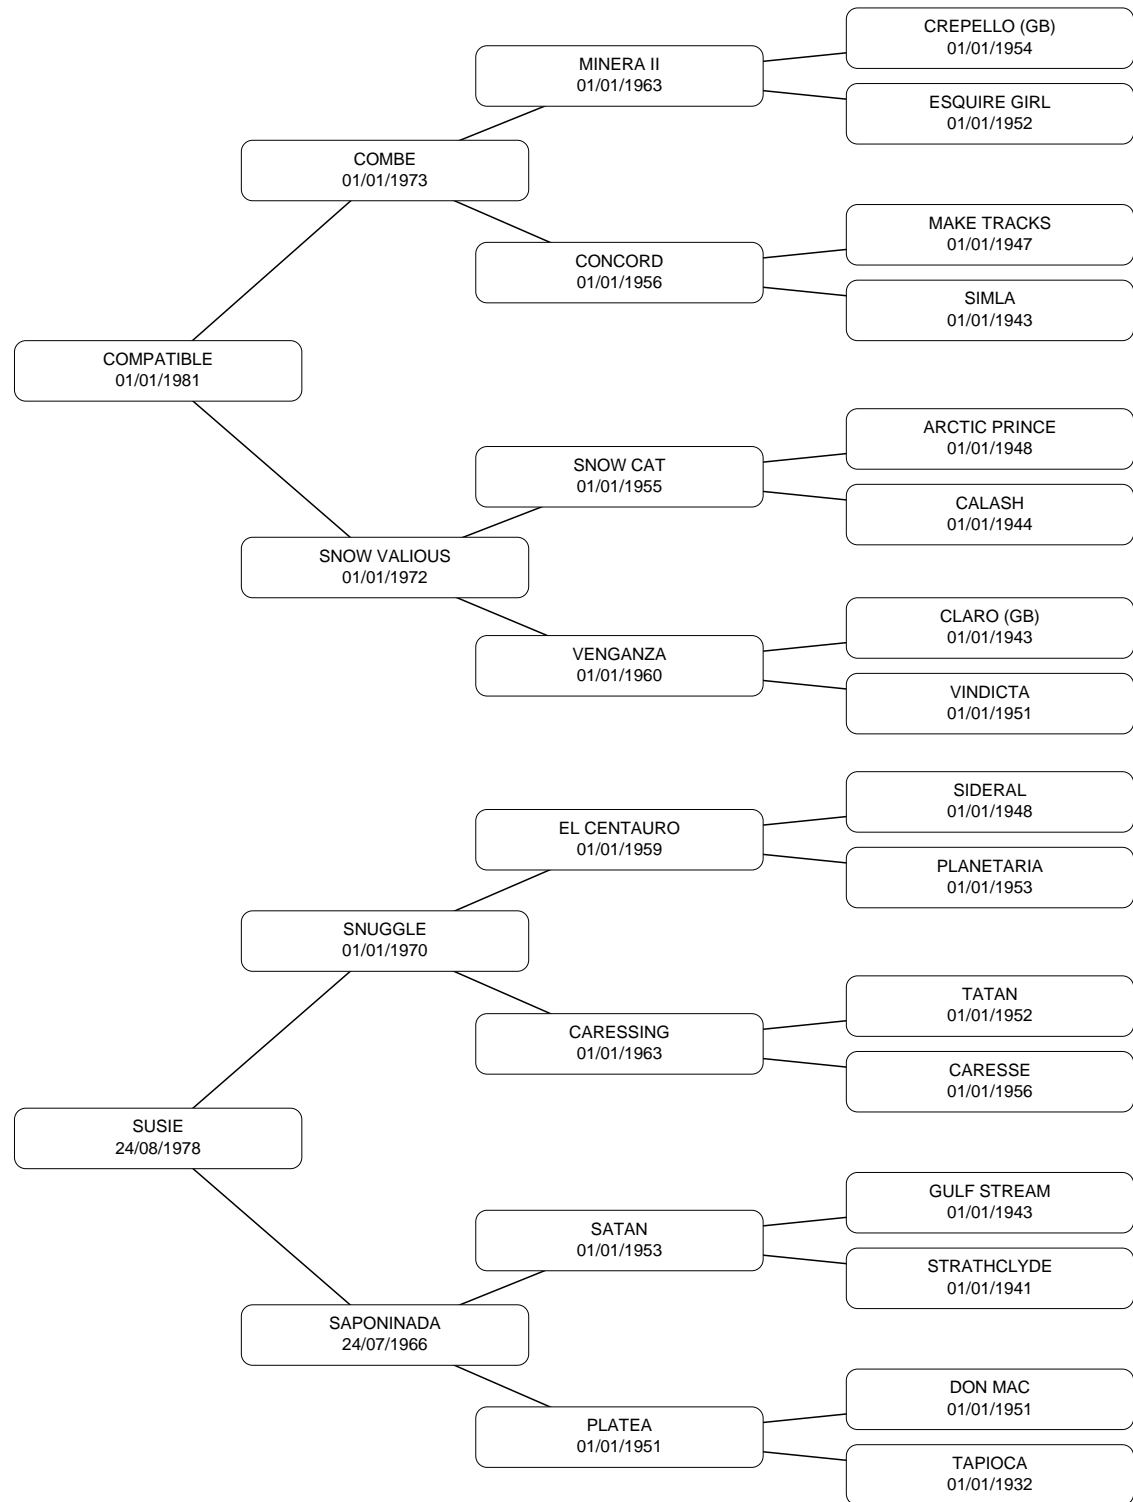 CREPELLO (GB)
01/01/1954
MINERA II
01/01/1963
ESQUIRE GIRL
01/01/1952
COMBE
01/01/1973
MAKE TRACKS
01/01/1947
CONCORD
01/01/1956
SIMLA
01/01/1943
COMPATIBLE
01/01/1981
ARCTIC PRINCE
01/01/1948
SNOW CAT
01/01/1955
CALASH
01/01/1944
SNOW VALIOUS
01/01/1972
CLARO (GB)
01/01/1943
VENGANZA
01/01/1960
VINDICTA
01/01/1951
SIDERAL
01/01/1948
EL CENTAURO
01/01/1959
PLANETARIA
01/01/1953
SNUGGLE
01/01/1970
TATAN
01/01/1952
CARESSING
01/01/1963
CARESSE
01/01/1956
SUSIE
24/08/1978
GULF STREAM
01/01/1943
SATAN
01/01/1953
STRATHCLYDE
01/01/1941
SAPONINADA
24/07/1966
DON MAC
01/01/1951
PLATEA
01/01/1951
TAPIOCA
01/01/1932